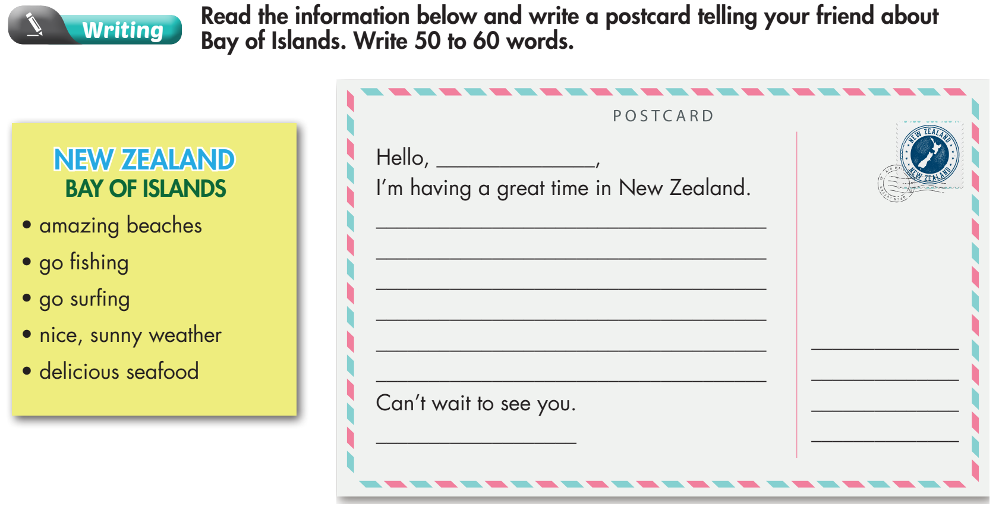 Writing
Read the information below and write a postcard telling your friend about
Bay of Islands. Write 50 to 60 words.
NEW ZEALAND
BAY OF ISLANDS
• amazing beaches
• go fishing
• go surfing
• nice, sunny weather
• delicious seafood
POSTCARD
NEW ZEALAND
NEW ZEALAND
Hello, _______________,
I’m having a great time in New Zealand.
Can’t wait to see you.